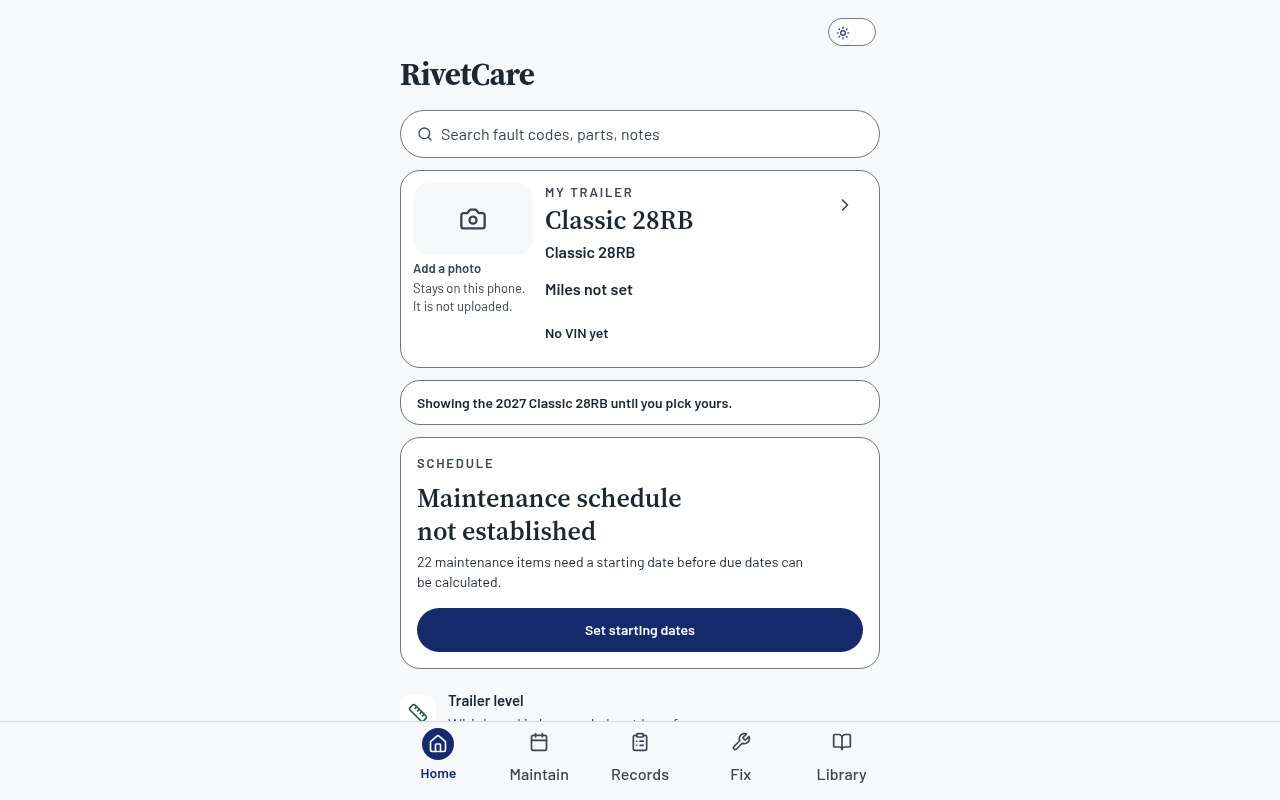 RivetCare
Search fault codes, parts, notes
MY TRAILER
Classic 28RB
Classic 28RB
Miles not set
No VIN yet
Add a photo
Stays on this phone.
It is not uploaded.
Showing the 2027 Classic 28RB until you pick yours.
SCHEDULE
Maintenance schedule
not established
22 maintenance items need a starting date before due dates can
be calculated.
Set starting dates
Trailer level
Home
Maintain
Records
Fix
Library